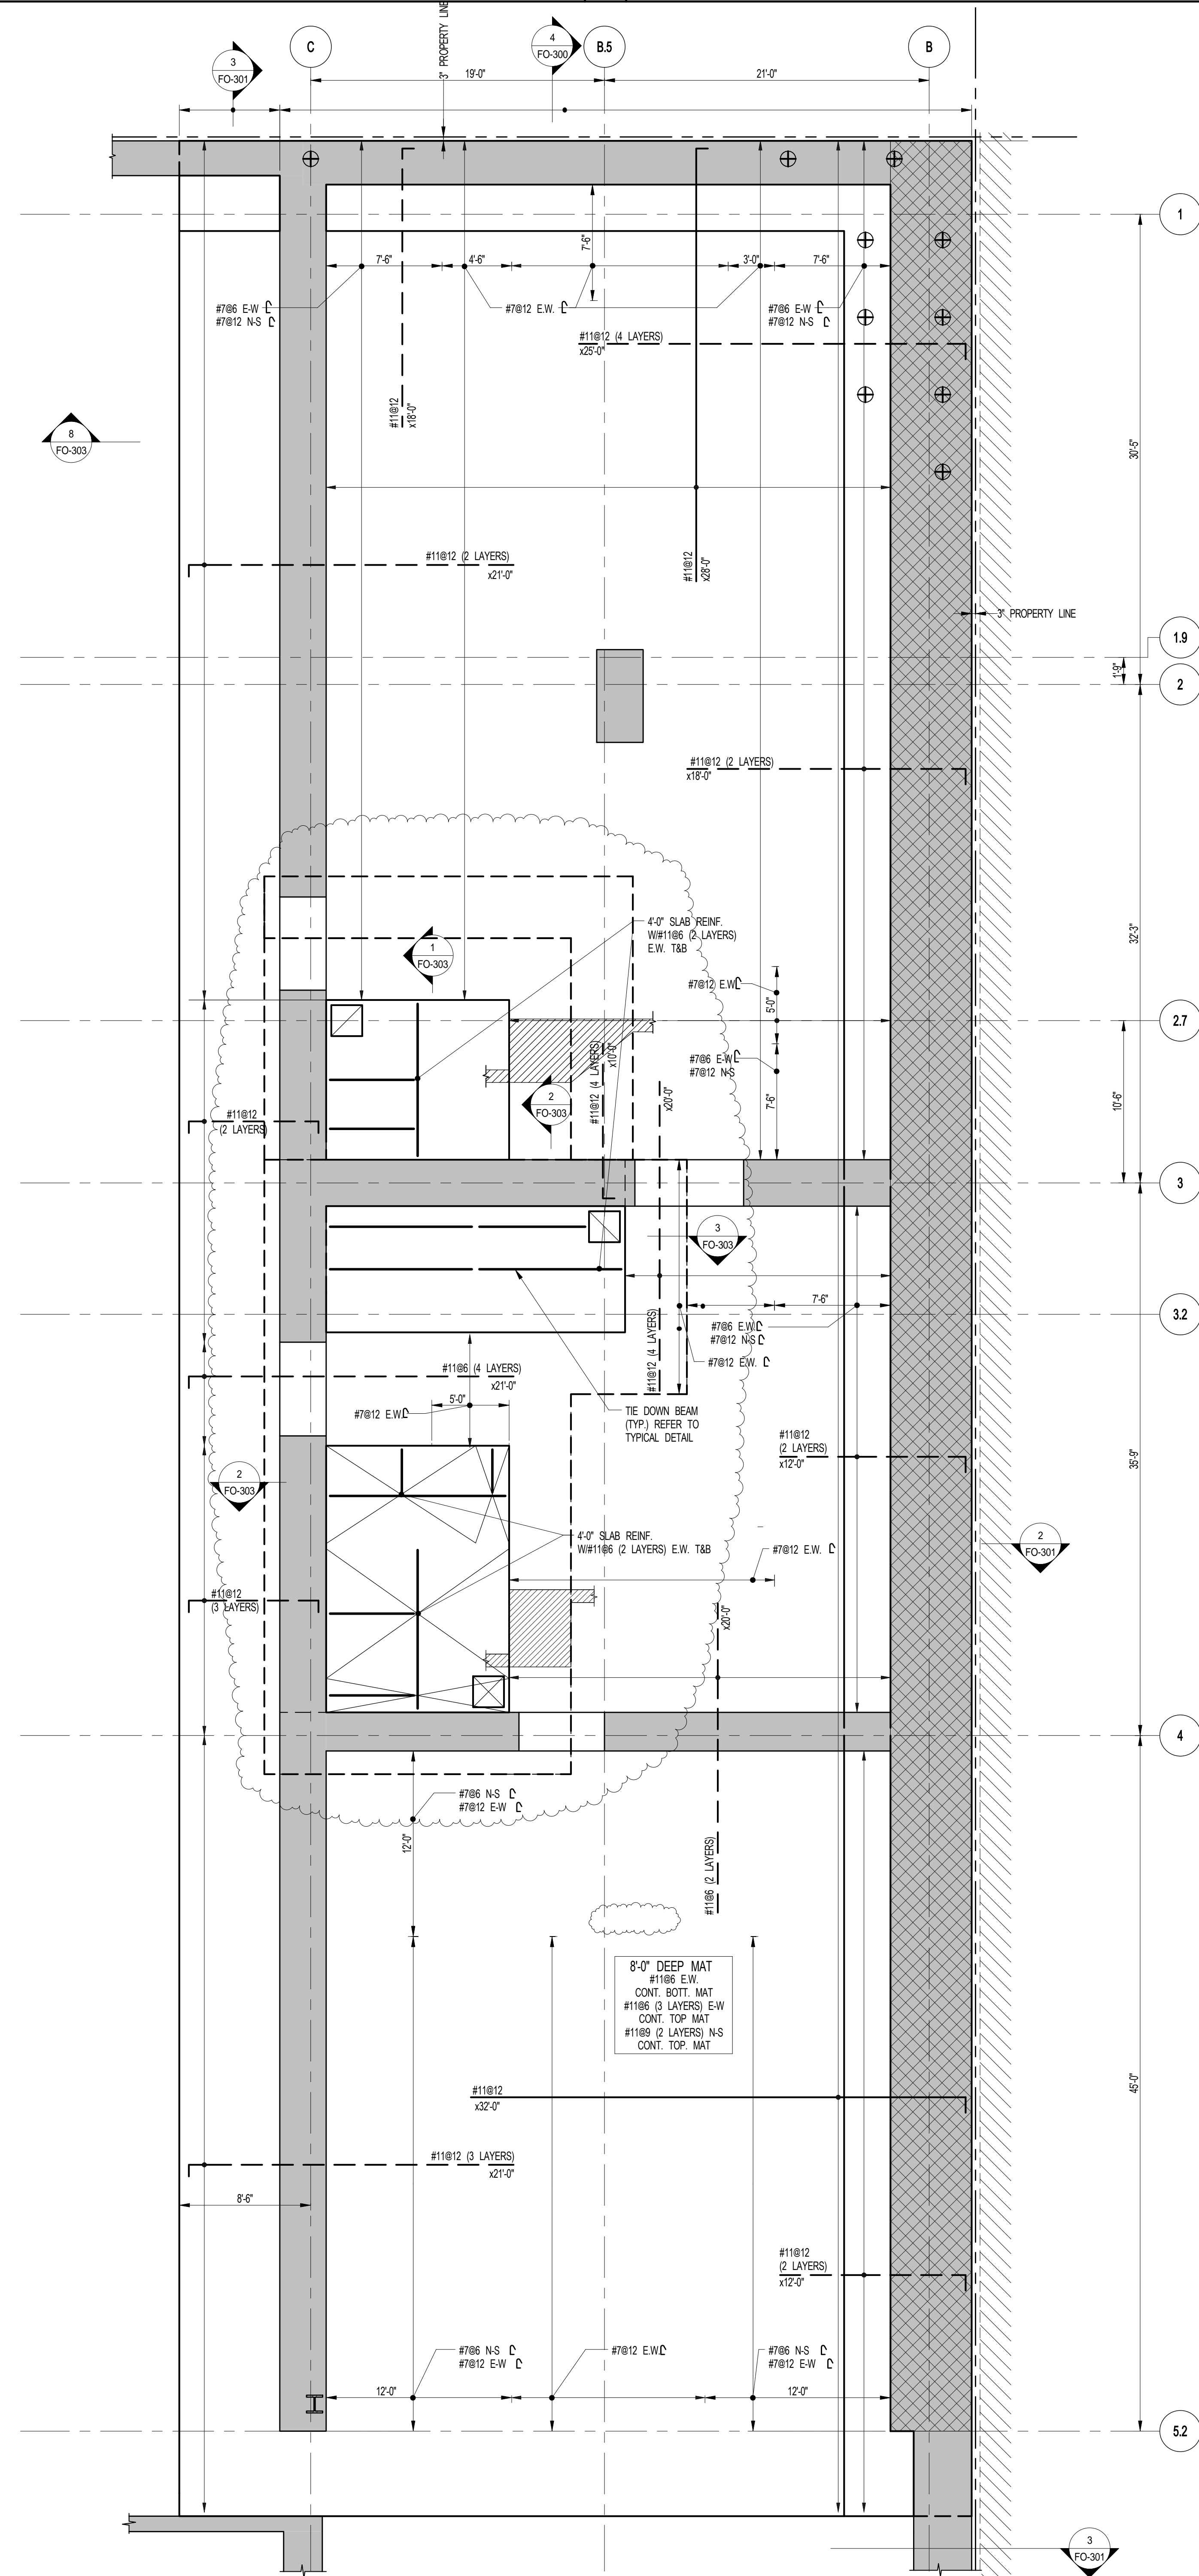 3" PROPERTY LINE
3
FO-301
C
4
FO-300
B.5
B
19'-0"
21'-0"
1
7'-6"
7'-6"
4'-6"
3'-0"
7'-6"
#7@6 E-W
#7@12 N-S
#7@12 E.W.
#7@6 E-W
#7@12 N-S
#11@12 (4 LAYERS)
x25'-0"
#11@12
x18'-0"
8
FO-303
30'-5"
#11@12 (2 LAYERS)
x21'-0"
#11@12
x28'-0"
3" PROPERTY LINE
1.9
1'-9"
2
#11@12 (2 LAYERS)
x18'-0"
4'-0" SLAB REINF.
W/#11@6 (2 LAYERS)
E.W. T&B
1
FO-303
32'-3"
#7@12 E.W.
5'-0"
2.7
#7@6 E-W
#7@12 N-S
7'-6"
#11@12 (4 LAYERS)
x10'-0"
2
FO-303
x20'-0"
10'-6"
#11@12
(2 LAYERS)
3
3
FO-303
7'-6"
3.2
#7@6 E.W.
#7@12 N-S
#7@12 E.W.
#11@12 (4 LAYERS)
#11@6 (4 LAYERS)
x21'-0"
5'-0"
#7@12 E.W.
TIE DOWN BEAM
(TYP.) REFER TO
TYPICAL DETAIL
#11@12
(2 LAYERS)
x12'-0"
35'-9"
2
FO-303
4'-0" SLAB REINF.
W/#11@6 (2 LAYERS) E.W. T&B
#7@12 E.W.
2
FO-301
#11@12
(3 LAYERS)
x20'-0"
4
#7@6 N-S
#7@12 E-W
12'-0"
#11@6 (2 LAYERS)
8'-0" DEEP MAT
#11@6 E.W.
CONT. BOTT. MAT
#11@6 (3 LAYERS) E-W
CONT. TOP MAT
#11@9 (2 LAYERS) N-S
CONT. TOP. MAT
45'-0"
#11@12
x32'-0"
#11@12 (3 LAYERS)
x21'-0"
8'-6"
#11@12
(2 LAYERS)
x12'-0"
#7@6 N-S
#7@12 E-W
#7@12 E.W.
#7@6 N-S
#7@12 E-W
12'-0"
12'-0"
5.2
3
FO-301